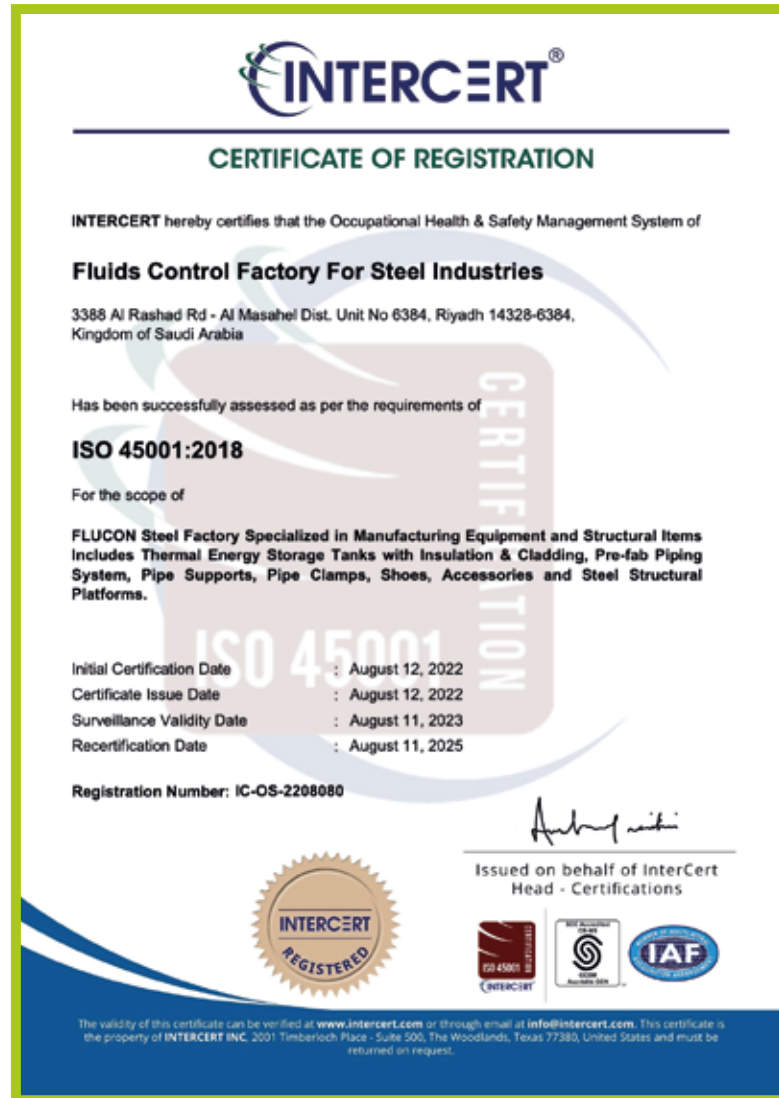 INTERCERT®
CERTIFICATE OF REGISTRATION
INTERCERT hereby certifies that the Occupational Health & Safety Management System of
Fluids Control Factory For Steel Industries
3388 Al Rashad Rd - Al Masahel Dist. Unit No 6384, Riyadh 14328-6384,
Kingdom of Saudi Arabia
Has been successfully assessed as per the requirements of
ISO 45001:2018
For the scope of
FLUCON Steel Factory Specialized in Manufacturing Equipment and Structural Items
Includes Thermal Energy Storage Tanks with Insulation & Cladding, Pre-fab Piping
System, Pipe Supports, Pipe Clamps, Shoes, Accessories and Steel Structural
Platforms.
CERTIFICATION
ISO 45001
Initial Certification Date : August 12, 2022
Certificate Issue Date : August 12, 2022
Surveillance Validity Date : August 11, 2023
Recertification Date : August 11, 2025
Registration Number: IC-OS-2208080
Issued on behalf of InterCert
Head - Certifications
INTERCERT
REGISTERED
ISO 45001
CERTIFICATION
INTERCERT
IAF
The validity of this certificate can be verified at www.intercert.com or through email at info@intercert.com. This certificate is
the property of INTERCERT INC, 2001 Timberloch Place - Suite 500, The Woodlands, Texas 77380, United States and must be
returned on request.